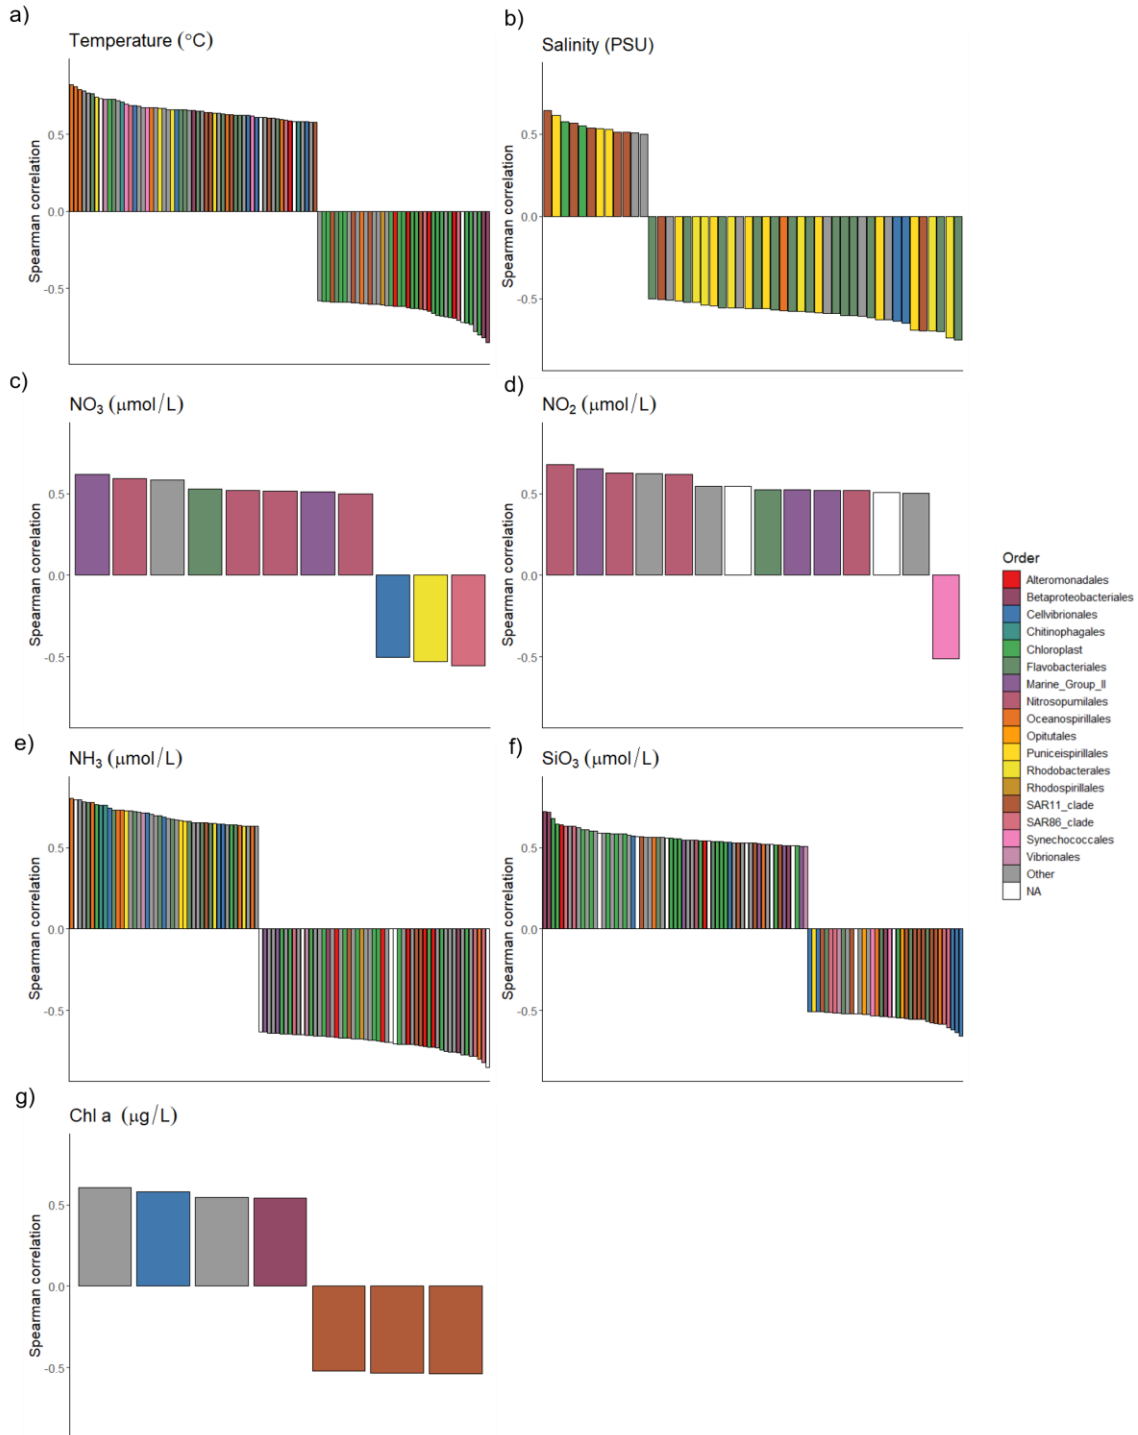 a)
Temperature (°C)
Spearman correlation
0.5
0.0
-0.5
b)
Salinity (PSU)
Spearman correlation
0.5
0.0
-0.5
c)
NO₃ (μmol/L)
Spearman correlation
0.5
0.0
-0.5
d)
NO₂ (μmol/L)
Spearman correlation
0.5
0.0
-0.5
e)
NH₃ (μmol/L)
Spearman correlation
0.5
0.0
-0.5
f)
SiO₃ (μmol/L)
Spearman correlation
0.5
0.0
-0.5
g)
Chl a (μg/L)
Spearman correlation
0.5
0.0
-0.5
Order
Alteromonadales
Betaproteobacteriales
Cellvibrionales
Chitinophagales
Chloroplast
Flavobacteriales
Marine_Group_II
Nitrosopumilales
Oceanospirillales
Opitutales
Puniceispirillales
Rhodobacterales
Rhodospirillales
SAR11_clade
SAR86_clade
Synechococcales
Vibrionales
Other
NA